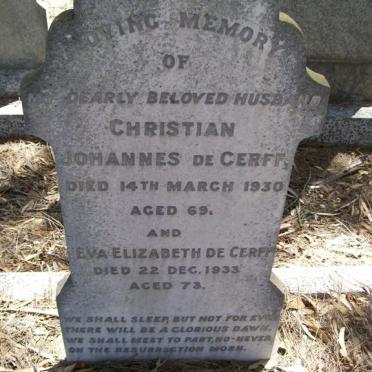 LOVING MEMORY
OF
MY DEARLY BELOVED HUSBAND
CHRISTIAN
JOHANNES DE CERFF.
DIED 14TH MARCH 1930
AGED 69.
AND
EVA ELIZABETH DE CERFF
DIED 22 DEC. 1933
AGED 73.
WE SHALL SLEEP, BUT NOT FOR EVER
THERE WILL BE A GLORIOUS DAWN.
WE SHALL MEET TO PART, NO-NEVER
ON THE RESURRECTION MORN.